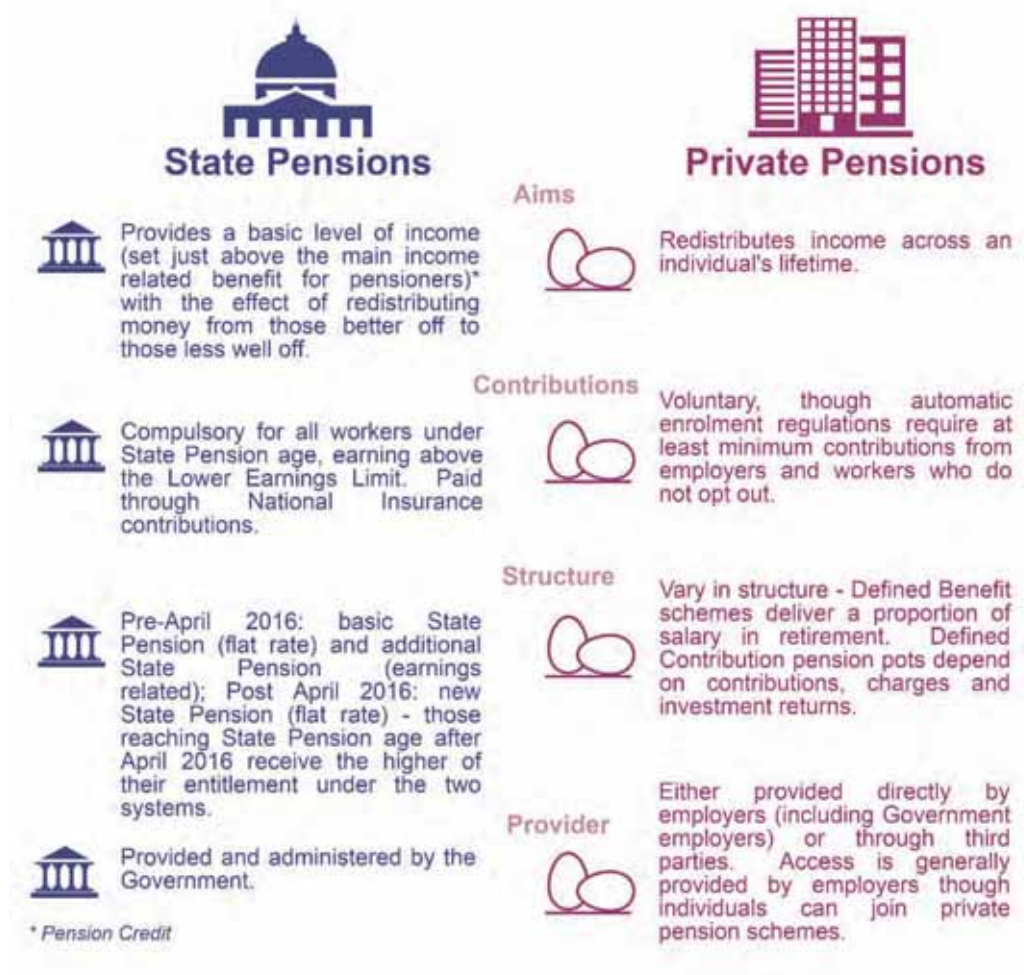 State Pensions
Private Pensions
Aims
Provides a basic level of income
(set just above the main income
related benefit for pensioners)*
with the effect of redistributing
money from those better off to
those less well off.
Redistributes income across an
individual's lifetime.
Contributions
Compulsory for all workers under
State Pension age, earning above
the Lower Earnings Limit. Paid
through National Insurance
contributions.
Voluntary, though automatic
enrolment regulations require at
least minimum contributions from
employers and workers who do
not opt out.
Structure
Pre-April 2016: basic State
Pension (flat rate) and additional
State Pension (earnings
related); Post April 2016: new
State Pension (flat rate) - those
reaching State Pension age after
April 2016 receive the higher of
their entitlement under the two
systems.
Vary in structure - Defined Benefit
schemes deliver a proportion of
salary in retirement. Defined
Contribution pension pots depend
on contributions, charges and
investment returns.
Provider
Provided and administered by the
Government.
Either provided directly by
employers (including Government
employers) or through third
parties. Access is generally
provided by employers though
individuals can join private
pension schemes.
* Pension Credit